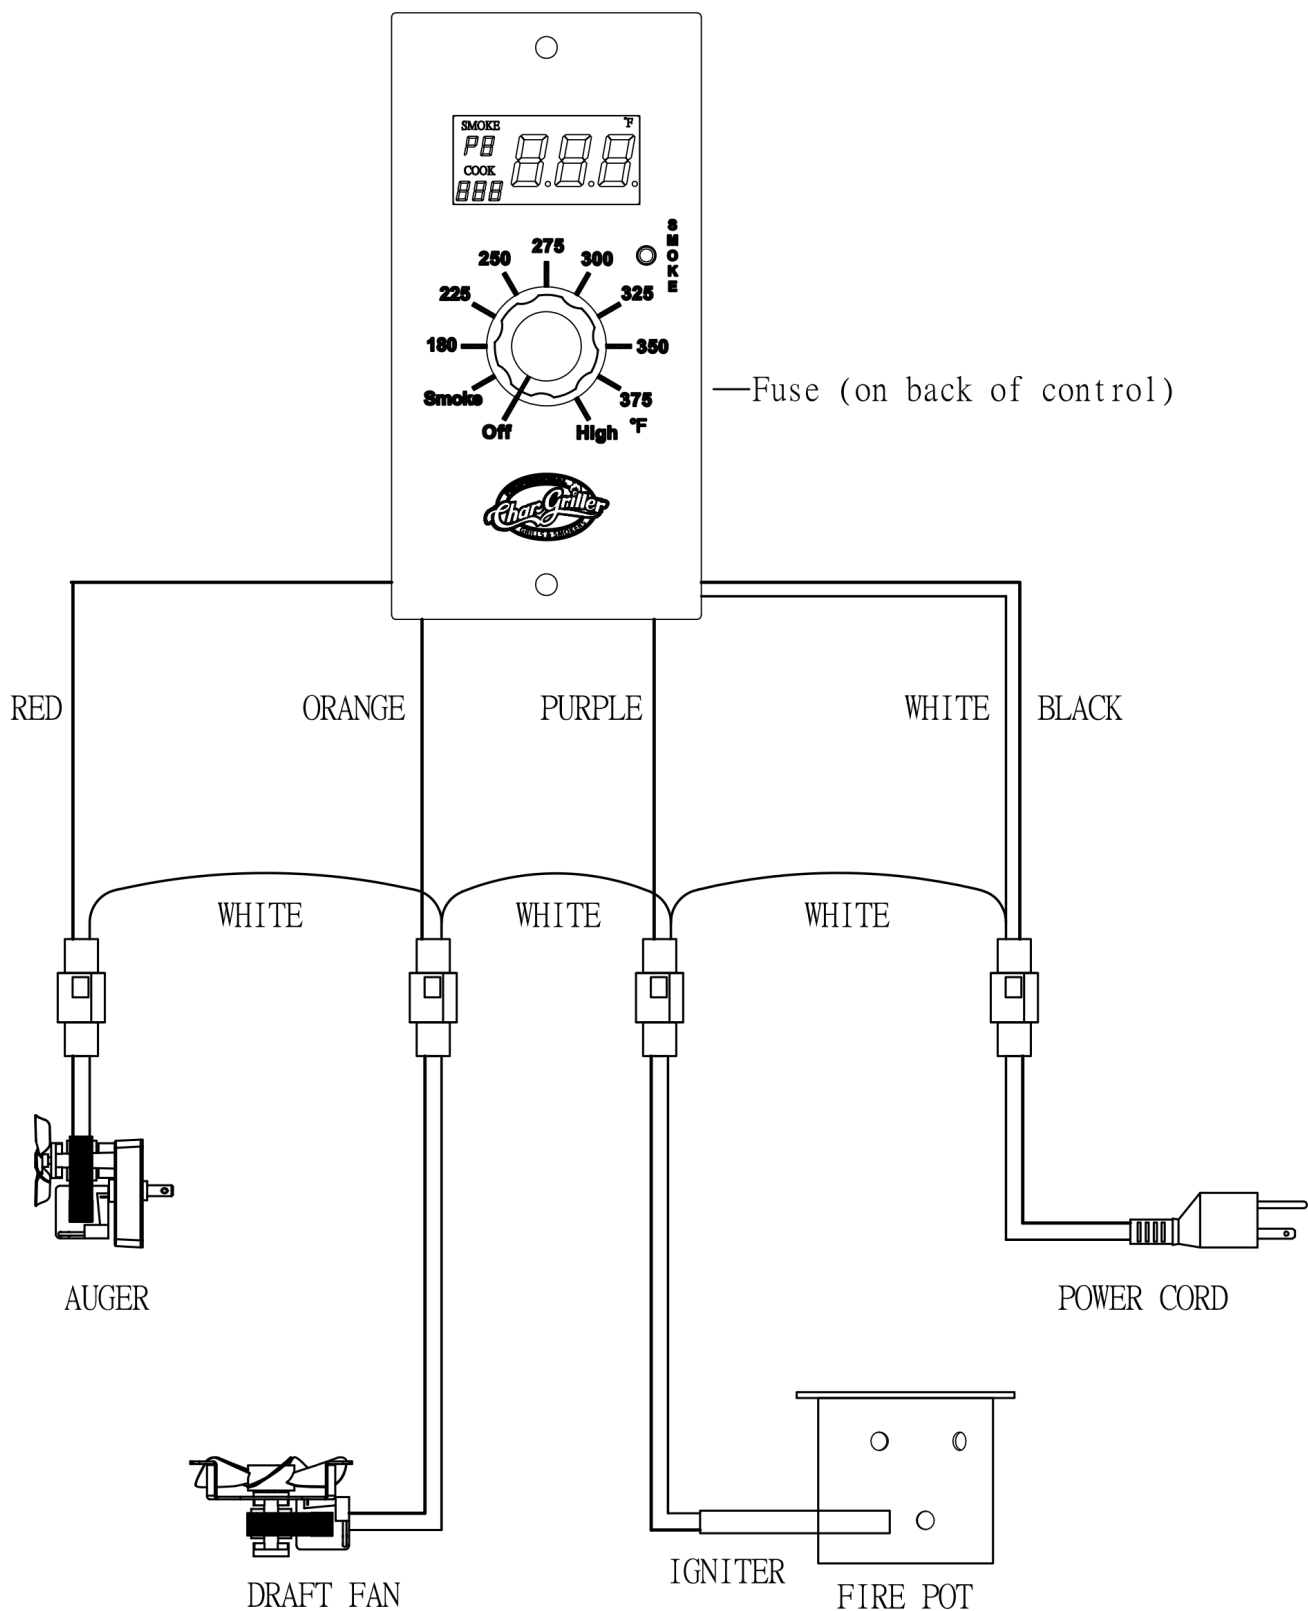 SMOKE
°F
P8
COOK
888
8.8.8.
SMOKE
275
250
300
225
325
180
350
Smoke
375
Off
High °F
Fuse (on back of control)
Char-Griller
GRILLS & SMOKERS
RED
ORANGE
PURPLE
WHITE
BLACK
WHITE
WHITE
WHITE
AUGER
POWER CORD
IGNITER
DRAFT FAN
FIRE POT